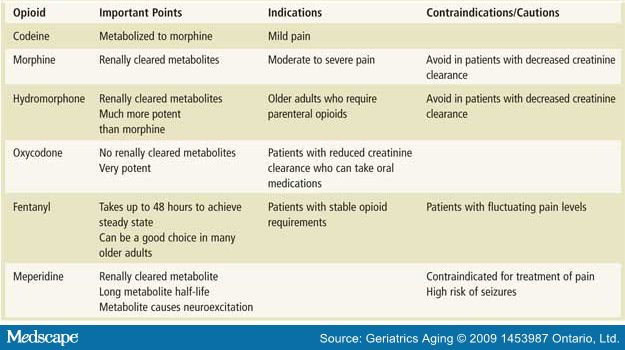 Opioid Important Points Indications Contraindications/Cautions
Codeine Metabolized to morphine Mild pain
Morphine Renally cleared metabolites Moderate to severe pain Avoid in patients with decreased creatinine
clearance
Hydromorphone Renally cleared metabolites Older adults who require Avoid in patients with decreased creatinine
Much more potent parenteral opioids clearance
than morphine
Oxycodone No renally cleared metabolites Patients with reduced creatinine
Very potent clearance who can take oral
medications
Fentanyl Takes up to 48 hours to achieve Patients with stable opioid Patients with fluctuating pain levels
steady state requirements
Can be a good choice in many
older adults
Meperidine Renally cleared metabolite Contraindicated for treatment of pain
Long metabolite half-life High risk of seizures
Metabolite causes neuroexcitation
Medscape Source: Geriatrics Aging © 2009 1453987 Ontario, Ltd.